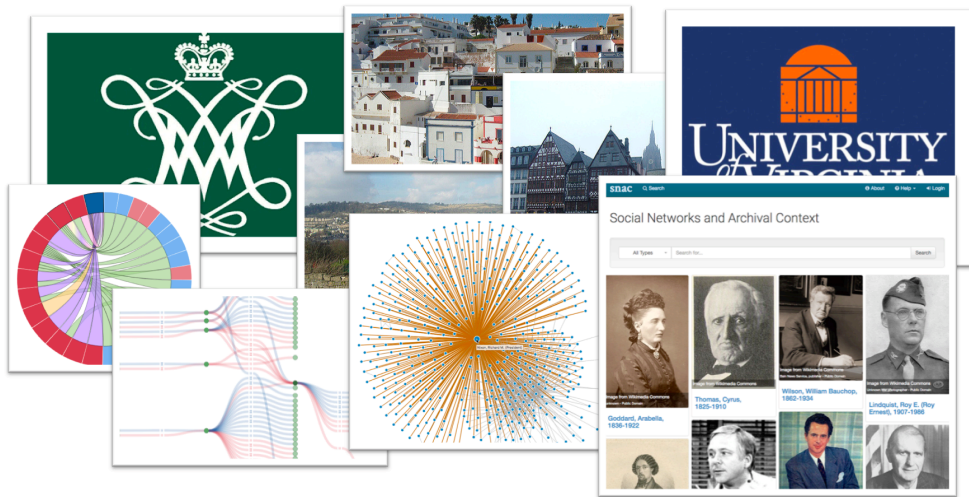 UNIVERSITY
of VIRGINIA
snac
Search
About
Help
Login
Social Networks and Archival Context
All Types
Search for...
Search
Image from Wikimedia Commons
Goddard, Arabella,
1836-1922
Image from Wikimedia Commons
Thomas, Cyrus,
1825-1910
Image from Wikimedia Commons
Wilson, William Bauchop,
1862-1934
Image from Wikimedia Commons
Lindquist, Roy E. (Roy
Ernest), 1907-1986